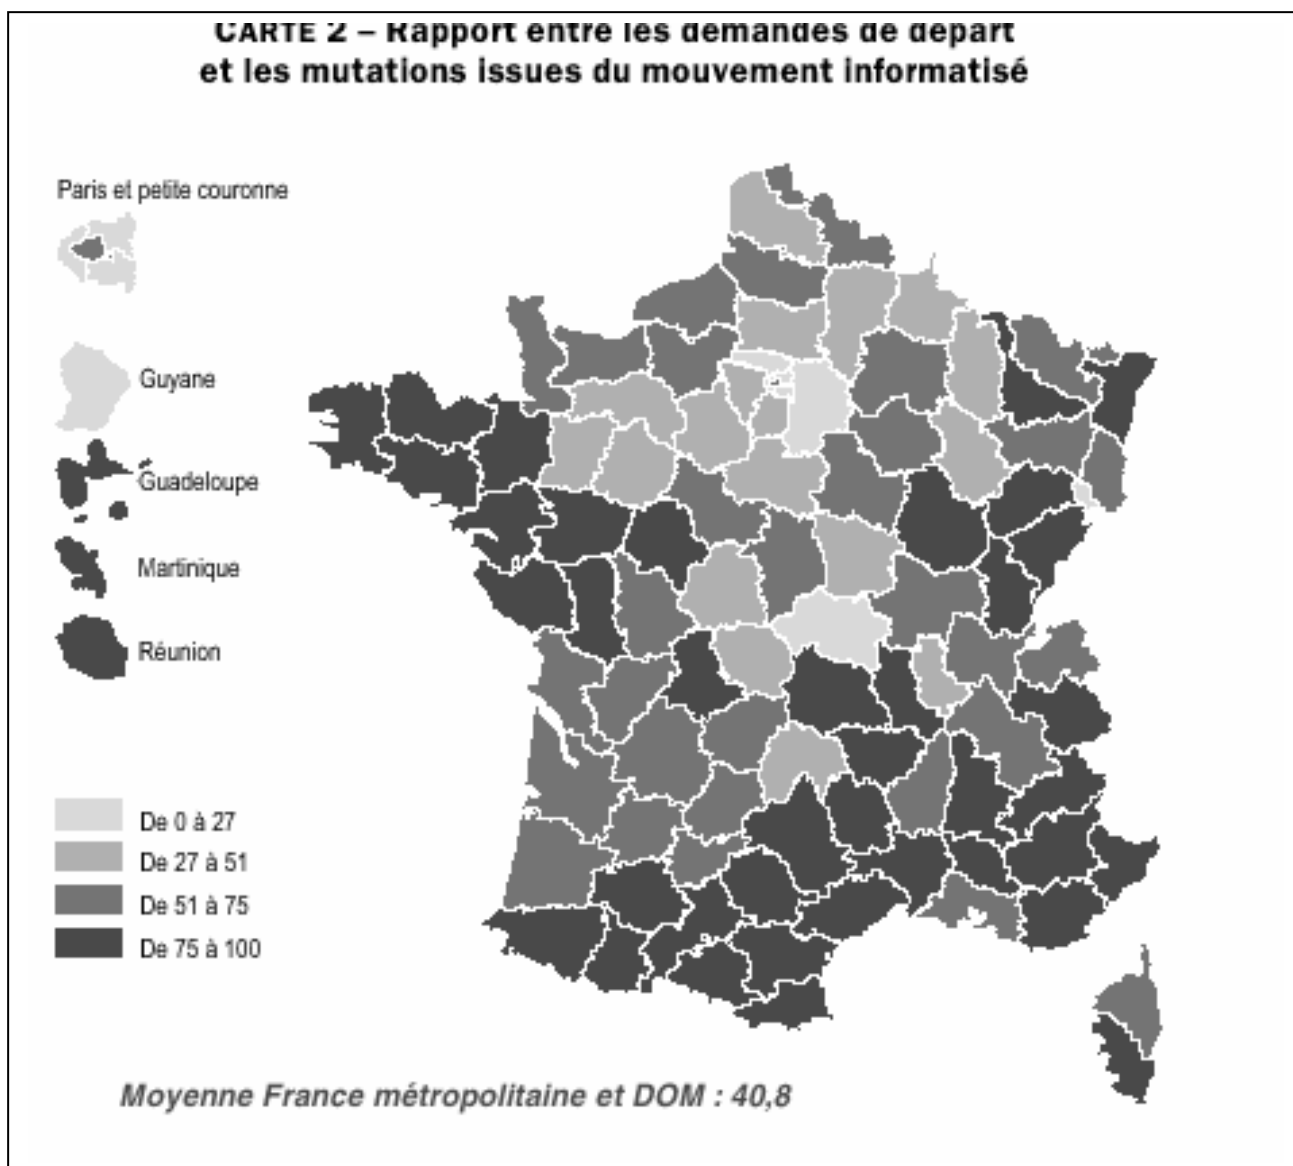 CARTE 2 – Rapport entre les demandes de départ
et les mutations issues du mouvement informatisé
Paris et petite couronne
Guyane
Guadeloupe
Martinique
Réunion
De 0 à 27
De 27 à 51
De 51 à 75
De 75 à 100
Moyenne France métropolitaine et DOM : 40,8